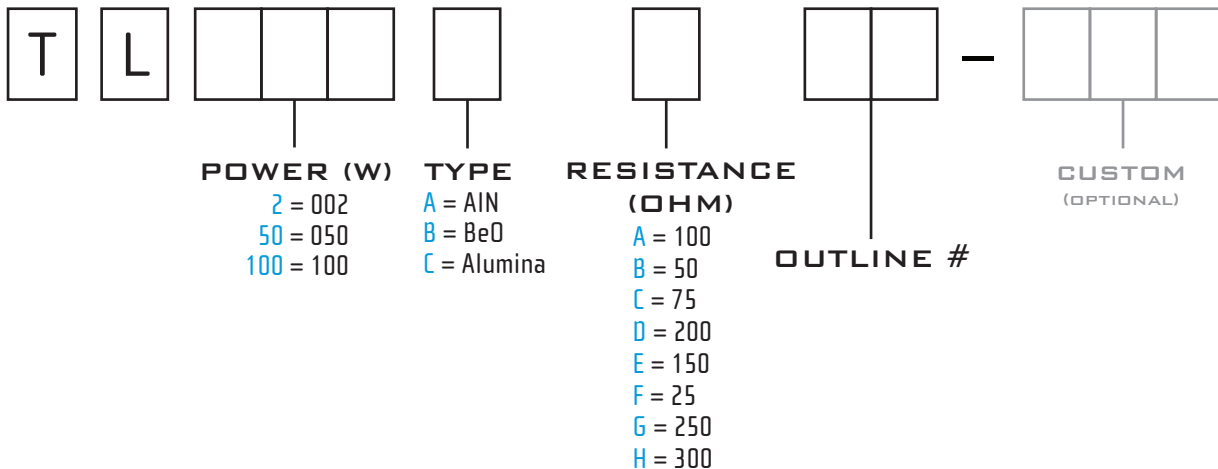 T L –
POWER (W)
2 = 002
50 = 050
100 = 100
TYPE
A = AlN
B = BeO
C = Alumina
RESISTANCE
(OHM)
A = 100
B = 50
C = 75
D = 200
E = 150
F = 25
G = 250
H = 300
OUTLINE #
CUSTOM
(OPTIONAL)